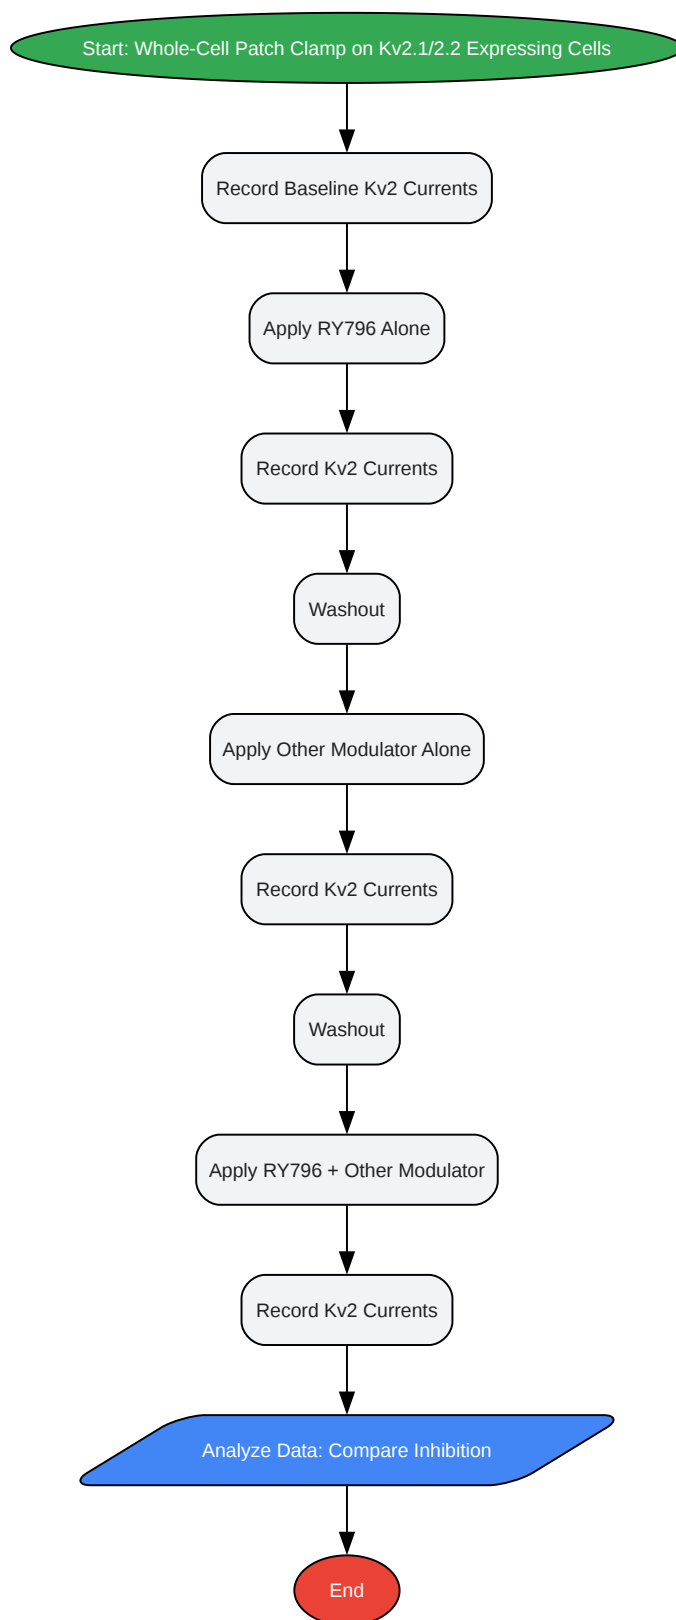 Start: Whole-Cell Patch Clamp on Kv2.1/2.2 Expressing Cells
Record Baseline Kv2 Currents
Apply RY796 Alone
Record Kv2 Currents
Washout
Apply Other Modulator Alone
Record Kv2 Currents
Washout
Apply RY796 + Other Modulator
Record Kv2 Currents
Analyze Data: Compare Inhibition
End